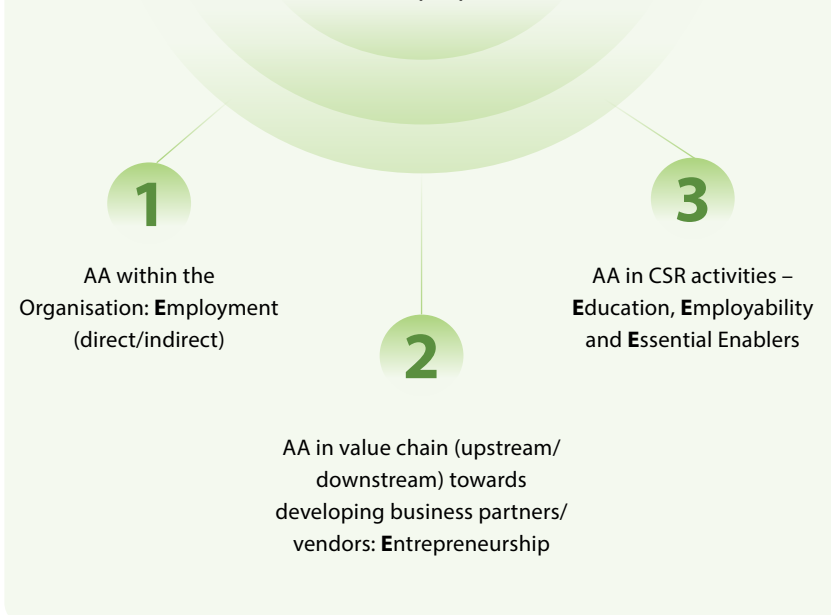 1
AA within the
Organisation: Employment
(direct/indirect)
2
AA in value chain (upstream/
downstream) towards
developing business partners/
vendors: Entrepreneurship
3
AA in CSR activities –
Education, Employability
and Essential Enablers